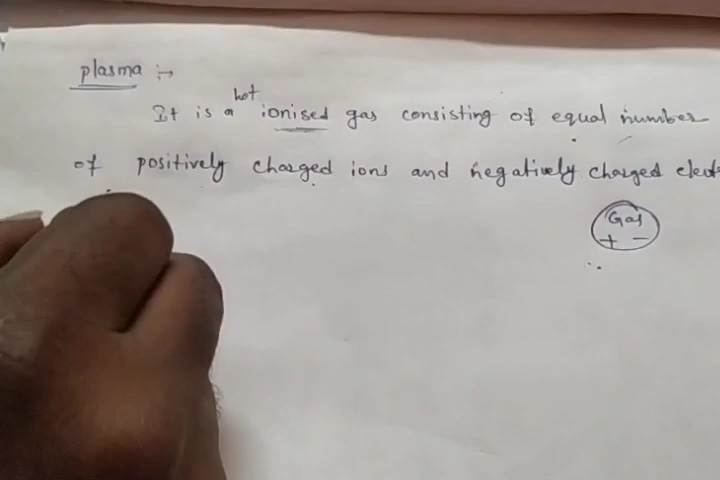 plasma :→
It is a hot ionised gas consisting of equal number
of positively charged ions and negatively charged
Gas
+ −